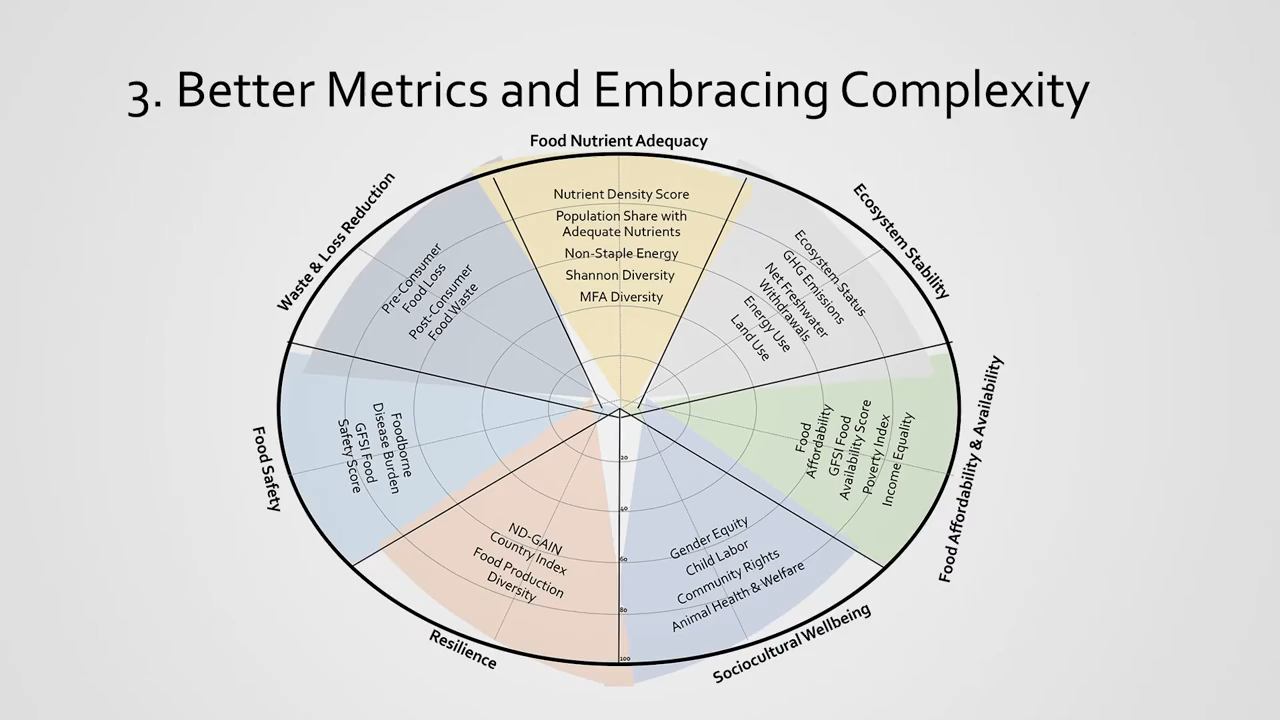 3. Better Metrics and Embracing Complexity
Food Nutrient Adequacy
Nutrient Density Score
Population Share with
Adequate Nutrients
Non-Staple Energy
Shannon Diversity
MFA Diversity
Ecosystem Stability
Ecosystem Status
GHG Emissions
Net Freshwater
Withdrawals
Energy Use
Land Use
Food Affordability & Availability
Food
Affordability
GFSI Food
Availability Score
Poverty Index
Income Equality
Sociocultural Wellbeing
Gender Equity
Child Labor
Community Rights
Animal Health & Welfare
Resilience
ND-GAIN
Country Index
Food Production
Diversity
Food Safety
Foodborne
Disease Burden
GFSI Food
Safety Score
Waste & Loss Reduction
Pre-Consumer
Food Loss
Post-Consumer
Food Waste
20
40
60
80
100